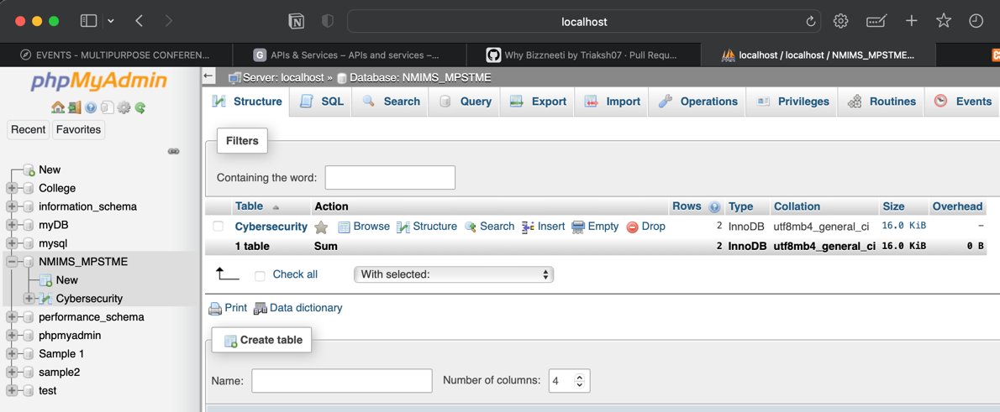 localhost
EVENTS - MULTIPURPOSE CONFEREN...
G APIs & Services – APIs and services –...
Why Bizzneeti by Triaksh07 · Pull Requ...
localhost / localhost / NMIMS_MPSTME...
phpMyAdmin
Recent Favorites
New
College
information_schema
myDB
mysql
NMIMS_MPSTME
New
Cybersecurity
performance_schema
phpmyadmin
Sample 1
sample2
test
Server: localhost » Database: NMIMS_MPSTME
Structure SQL Search Query Export Import Operations Privileges Routines Events
Filters
Containing the word:
Table Action Rows Type Collation Size Overhead
Cybersecurity Browse Structure Search Insert Empty Drop 2 InnoDB utf8mb4_general_ci 16.0 KiB –
1 table Sum 2 InnoDB utf8mb4_general_ci 16.0 KiB 0 B
Check all With selected:
Print Data dictionary
Create table
Name: Number of columns: 4